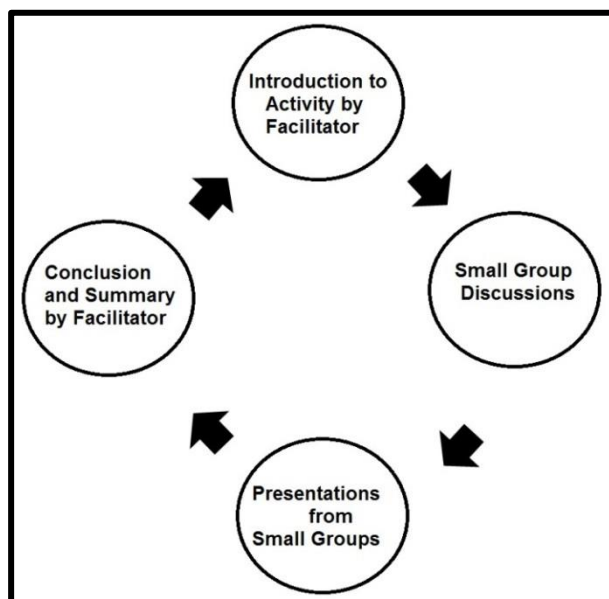 Introduction to
Activity by
Facilitator
Small Group
Discussions
Presentations
from
Small Groups
Conclusion
and Summary
by Facilitator